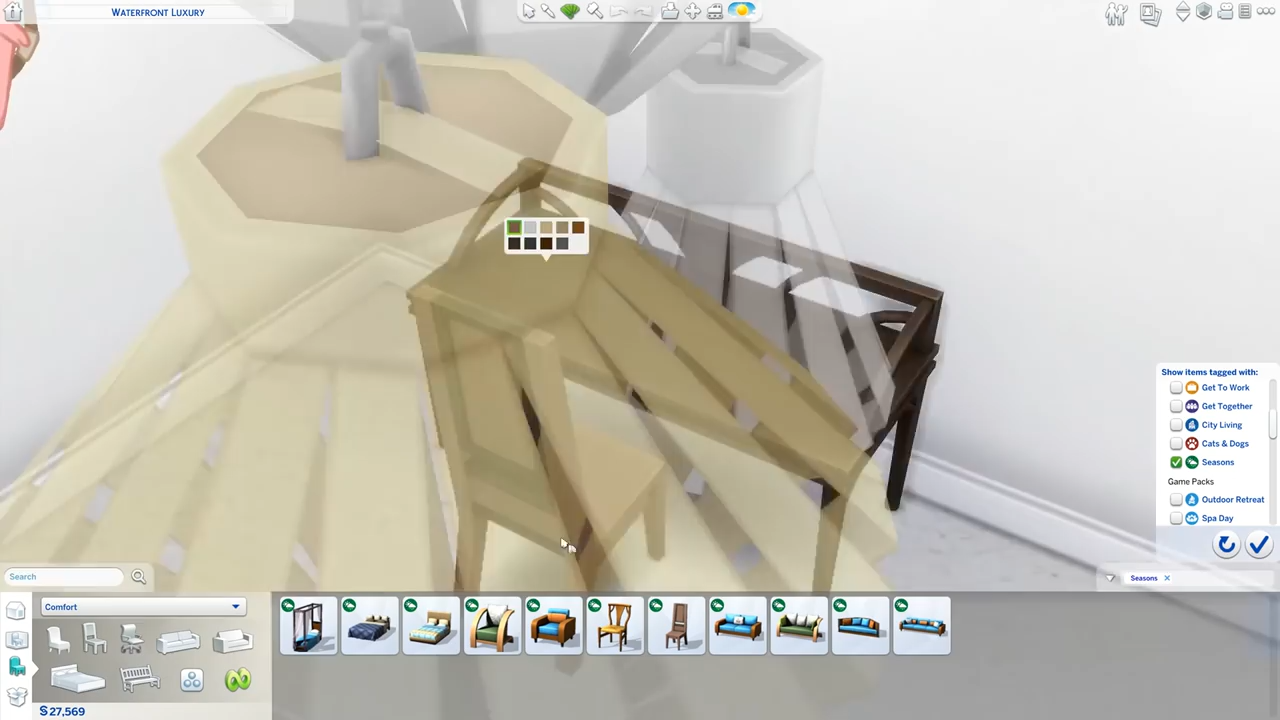 WATERFRONT LUXURY
Show items tagged with:
Get To Work
Get Together
City Living
Cats & Dogs
Seasons
Game Packs
Outdoor Retreat
Spa Day
Seasons
Search
Comfort
§27,569